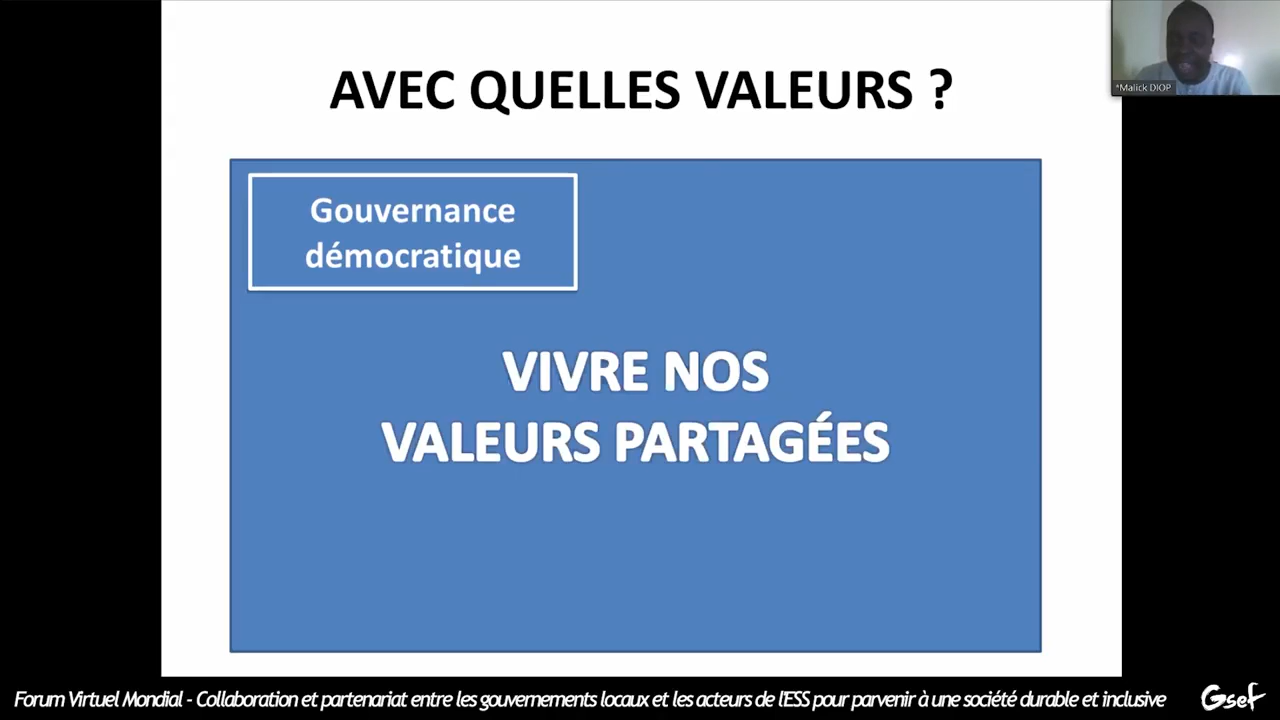 AVEC QUELLES VALEURS ?
*Malick DIOP
Gouvernance
démocratique
VIVRE NOS
VALEURS PARTAGÉES
Forum Virtuel Mondial - Collaboration et partenariat entre les gouvernements locaux et les acteurs de l'ESS pour parvenir à une société durable et inclusive
Gsef